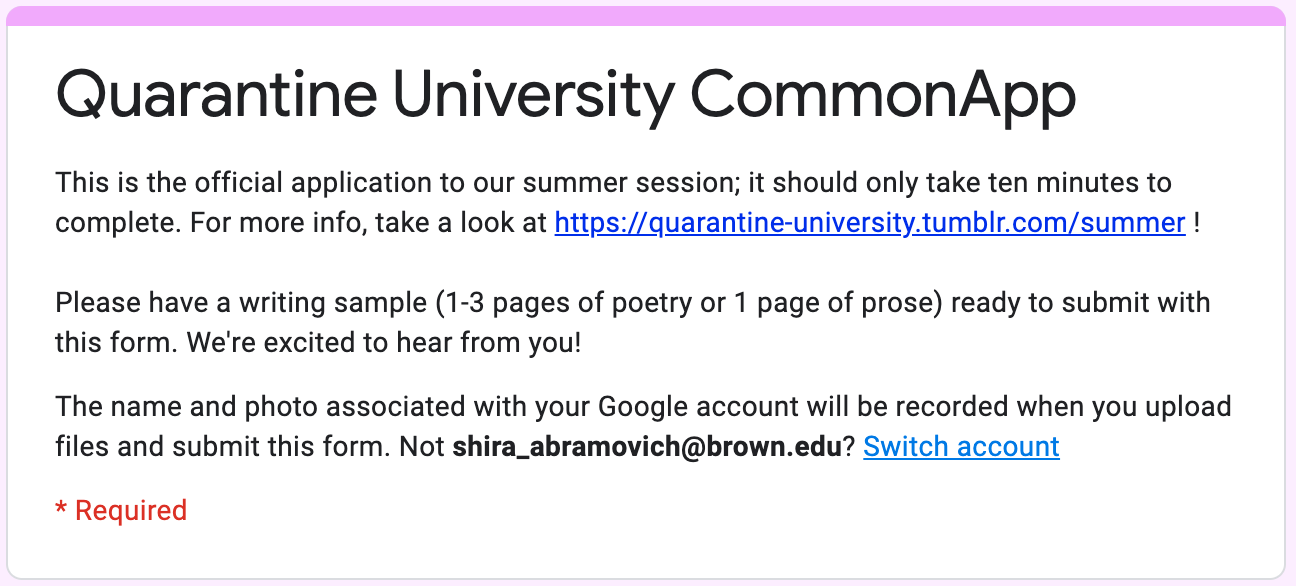 Quarantine University CommonApp
This is the official application to our summer session; it should only take ten minutes to
complete. For more info, take a look at https://quarantine-university.tumblr.com/summer !
Please have a writing sample (1-3 pages of poetry or 1 page of prose) ready to submit with
this form. We're excited to hear from you!
The name and photo associated with your Google account will be recorded when you upload
files and submit this form. Not shira_abramovich@brown.edu? Switch account
* Required